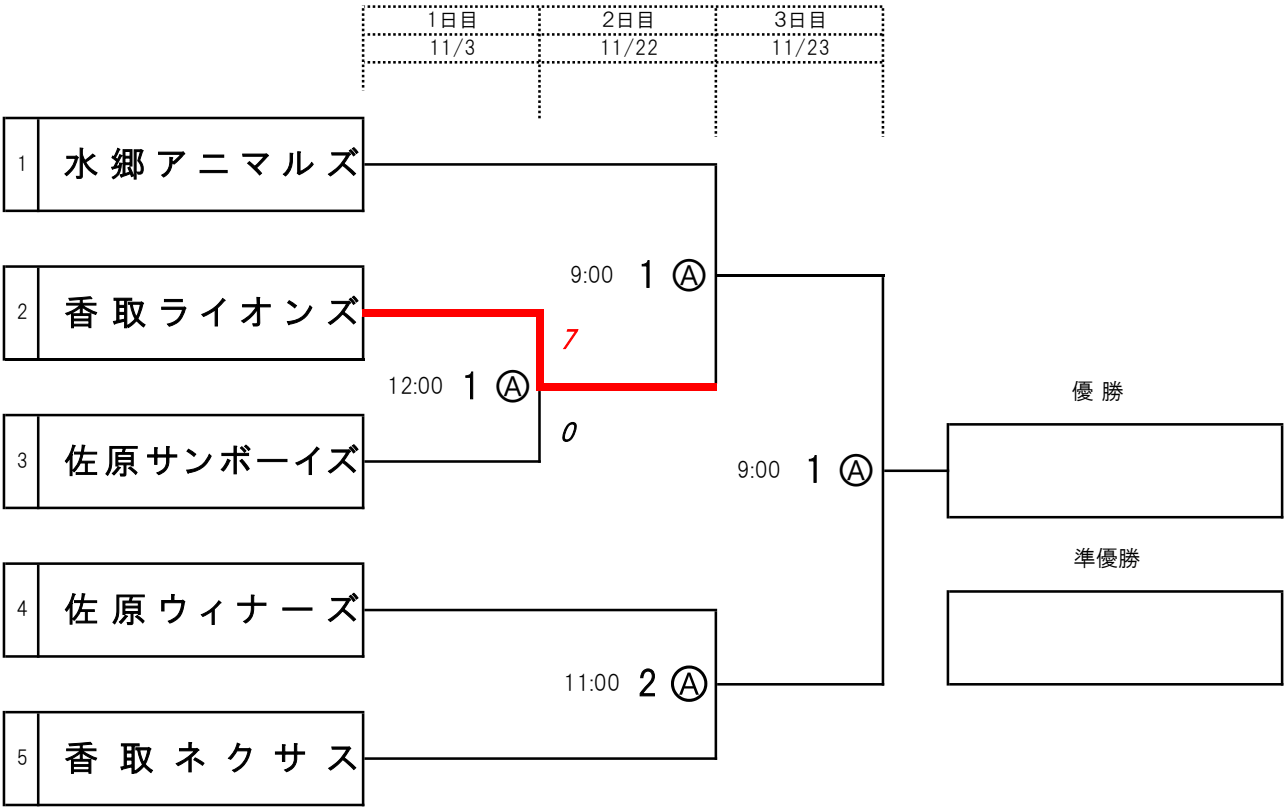 1日目 2日目 3日目
11/3 11/22 11/23
1 水郷アニマルズ
9:00 1 Ⓐ
2 香取ライオンズ
7
12:00 1 Ⓐ
優 勝
0
3 佐原サンボーイズ
9:00 1 Ⓐ
準優勝
4 佐原ウィナーズ
11:00 2 Ⓐ
5 香取ネクサス